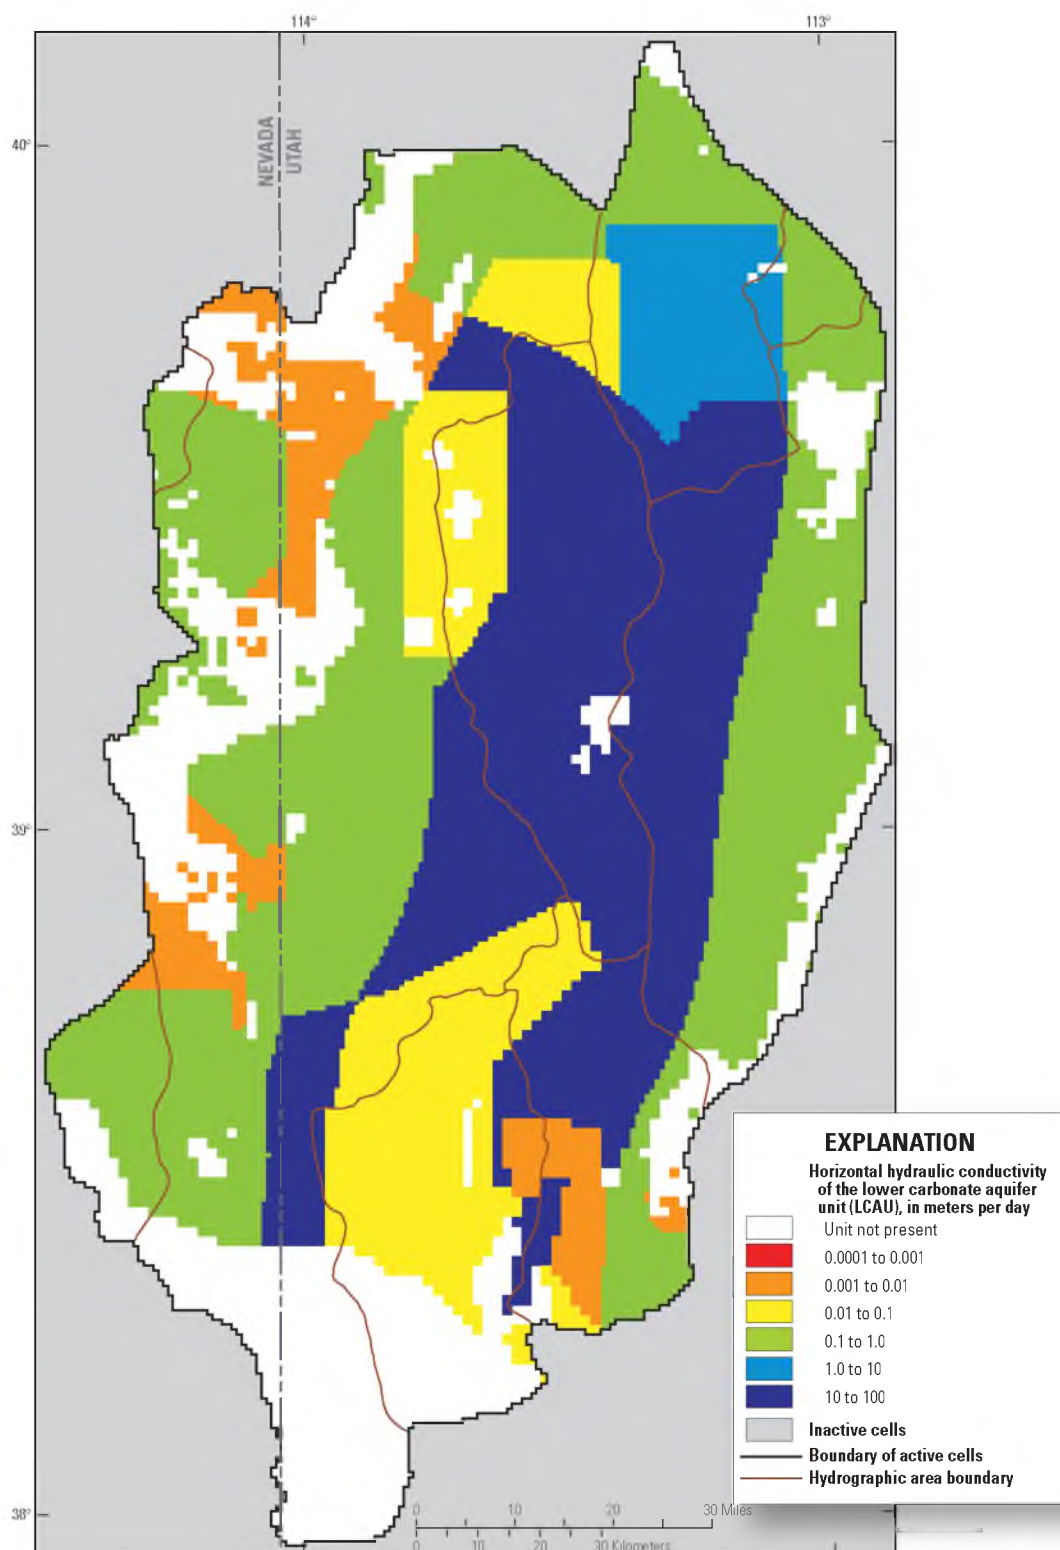 114°
113°
40°
NEVADA
UTAH
39°
38°
EXPLANATION
Horizontal hydraulic conductivity
of the lower carbonate aquifer
unit (LCAU), in meters per day
Unit not present
0.0001 to 0.001
0.001 to 0.01
0.01 to 0.1
0.1 to 1.0
1.0 to 10
10 to 100
Inactive cells
Boundary of active cells
Hydrographic area boundary
0 10 20 30 Miles
0 10 20 30 Kilometers